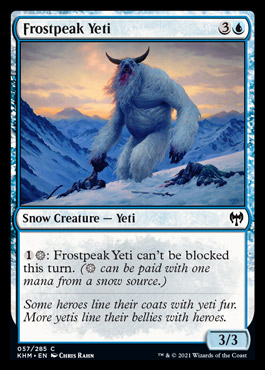 Frostpeak Yeti 3
Snow Creature — Yeti
1 : Frostpeak Yeti can't be blocked
this turn. ( can be paid with one
mana from a snow source.)
Some heroes line their coats with yeti fur.
More yetis line their bellies with heroes.
3/3
057/285 C
KHM • EN Chris Rahn
™ & © 2021 Wizards of the Coast